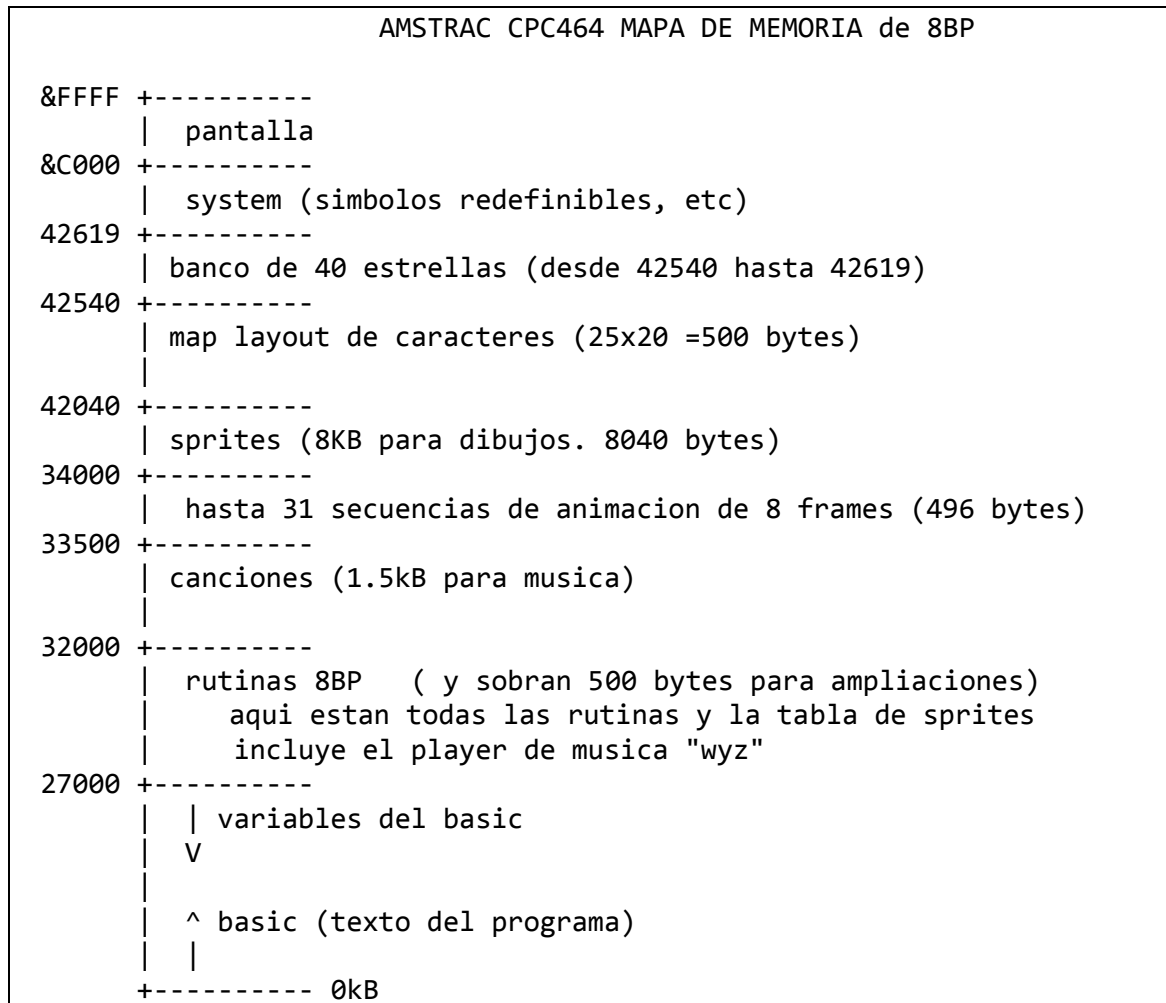 AMSTRAC CPC464 MAPA DE MEMORIA de 8BP
&FFFF +----------
| pantalla
&C000 +----------
| system (simbolos redefinibles, etc)
42619 +----------
| banco de 40 estrellas (desde 42540 hasta 42619)
42540 +----------
| map layout de caracteres (25x20 =500 bytes)
|
42040 +----------
| sprites (8KB para dibujos. 8040 bytes)
34000 +----------
| hasta 31 secuencias de animacion de 8 frames (496 bytes)
33500 +----------
| canciones (1.5kB para musica)
|
32000 +----------
| rutinas 8BP ( y sobran 500 bytes para ampliaciones)
| aqui estan todas las rutinas y la tabla de sprites
| incluye el player de musica "wyz"
27000 +----------
| | variables del basic
| V
|
| ^ basic (texto del programa)
| |
+---------- 0kB